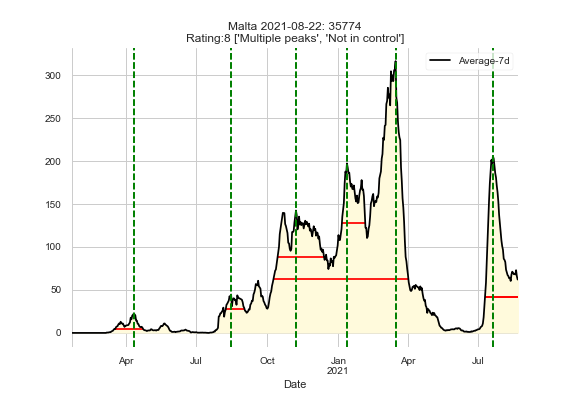 Malta 2021-08-22: 35774
Rating:8 ['Multiple peaks', 'Not in control']
Average-7d
300
250
200
150
100
50
0
Apr Jul Oct Jan Apr Jul
2021
Date